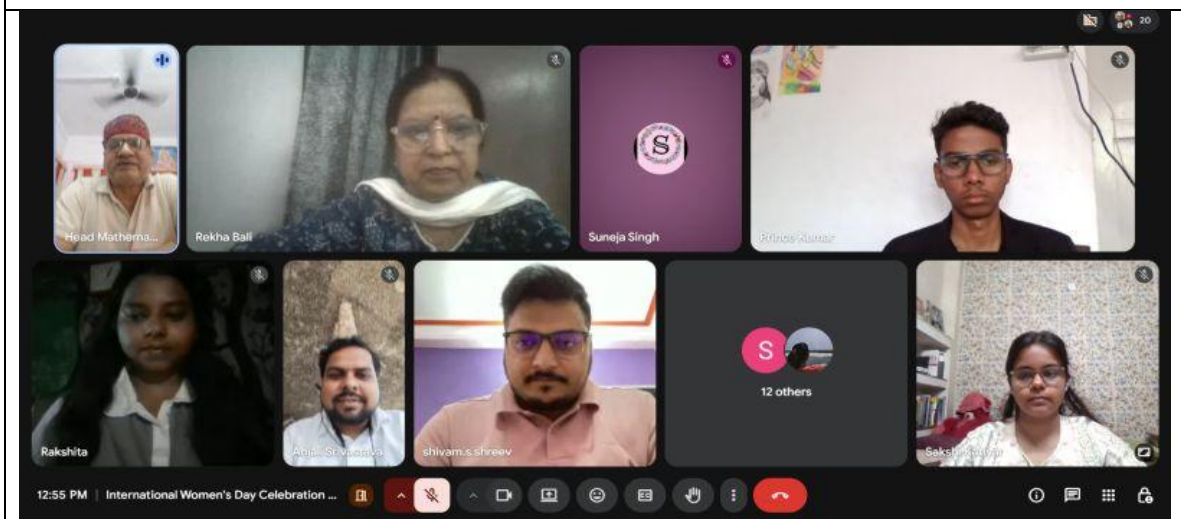 20
Head Mathema...
Rekha Bali
S
Suneja Singh
Prince Kumar
Rakshita
shivam.s.shreev
S
12 others
12:55 PM | International Women's Day Celebration ...